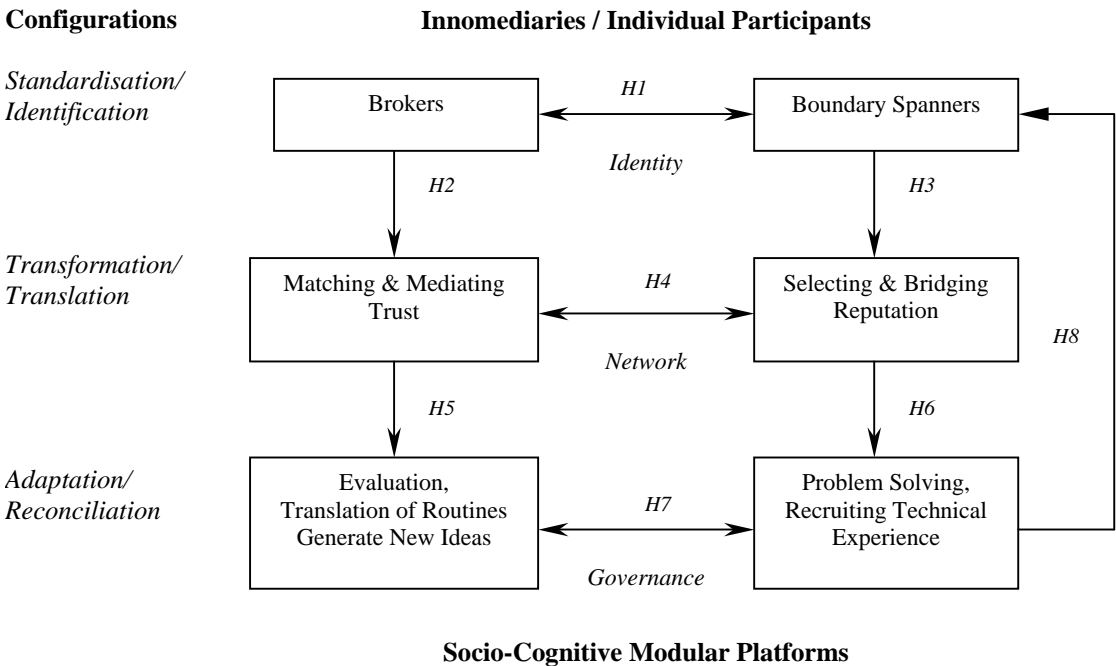 Configurations
Innomediaries / Individual Participants
Standardisation/
Identification
Brokers
H1
Boundary Spanners
Identity
H2
H3
Transformation/
Translation
Matching & Mediating
Trust
H4
Selecting & Bridging
Reputation
Network
H8
H5
H6
Adaptation/
Reconciliation
Evaluation,
Translation of Routines
Generate New Ideas
H7
Problem Solving,
Recruiting Technical
Experience
Governance
Socio-Cognitive Modular Platforms